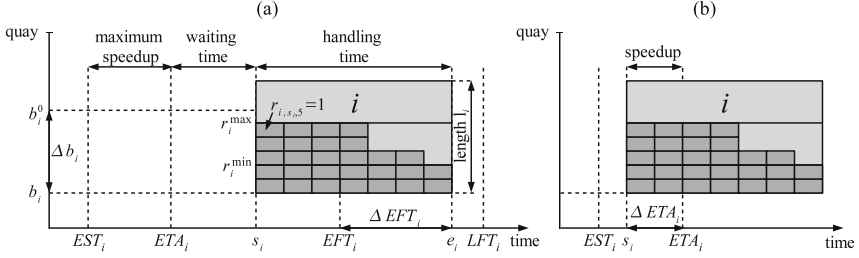 (a)
quay
maximum speedup
waiting time
handling time
b_i^0
Δb_i
b_i
r_i^max
r_i^min
r_{i,s_i,5}=1
i
length l_i
ΔEFT_i
EST_i
ETA_i
s_i
EFT_i
e_i
LFT_i
time
(b)
quay
speedup
i
ΔETA_i
EST_i
s_i
ETA_i
time